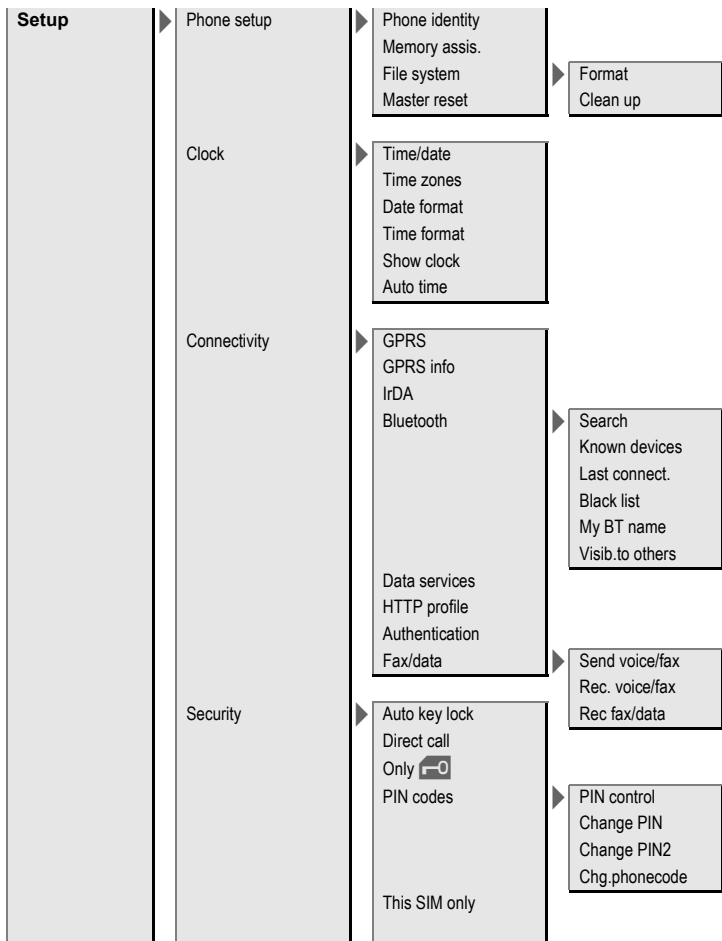 Setup
Phone setup
Phone identity
Memory assis.
File system
Format
Clean up
Master reset
Clock
Time/date
Time zones
Date format
Time format
Show clock
Auto time
Connectivity
GPRS
GPRS info
IrDA
Bluetooth
Search
Known devices
Last connect.
Black list
My BT name
Visib.to others
Data services
HTTP profile
Authentication
Fax/data
Send voice/fax
Rec. voice/fax
Rec fax/data
Security
Auto key lock
Direct call
Only
PIN codes
PIN control
Change PIN
Change PIN2
Chg.phonecode
This SIM only